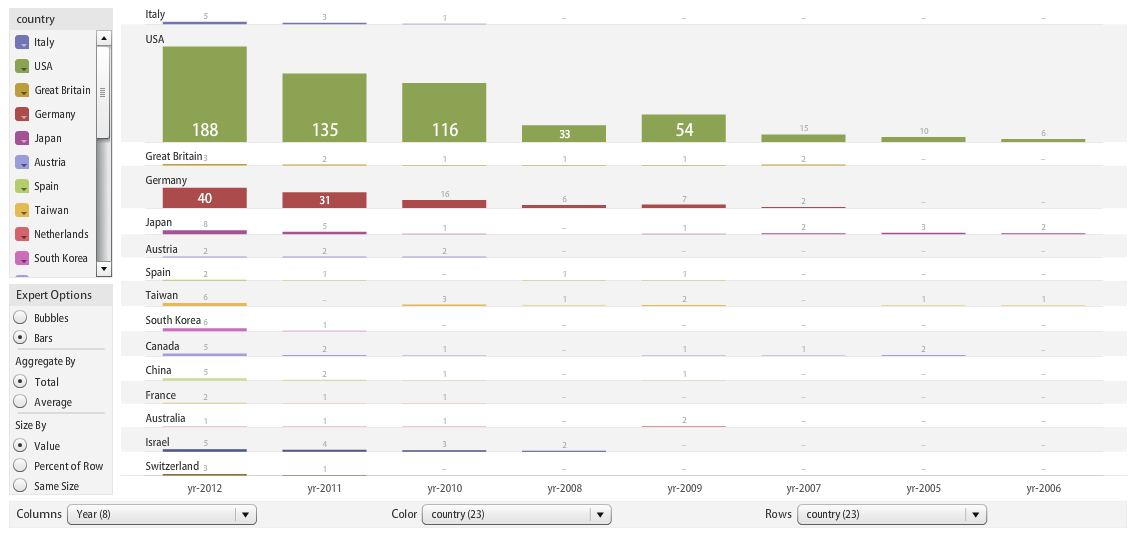 country
Italy
USA
Great Britain
Germany
Japan
Austria
Spain
Taiwan
Netherlands
South Korea
Expert Options
Bubbles
Bars
Aggregate By
Total
Average
Size By
Value
Percent of Row
Same Size
Italy 5 3 1 – – – – –
USA
188 135 116 33 54 15 10 6
Great Britain 3 2 1 1 1 2 – –
Germany
40 31 16 6 7 2 – –
Japan 8 5 1 – 1 2 3 2
Austria 2 2 2 – – – – –
Spain 2 1 – 1 1 – – –
Taiwan 6 – 3 1 2 – 1 1
South Korea 6 1 – – – – – –
Canada 5 2 1 – 1 1 2 –
China 5 2 1 – 1 – – –
France 2 1 1 – – – – –
Australia 1 1 1 – 2 – – –
Israel 5 4 3 2 – – – –
Switzerland 3 1 – – – – – –
yr-2012 yr-2011 yr-2010 yr-2008 yr-2009 yr-2007 yr-2005 yr-2006
Columns Year (8) Color country (23) Rows country (23)